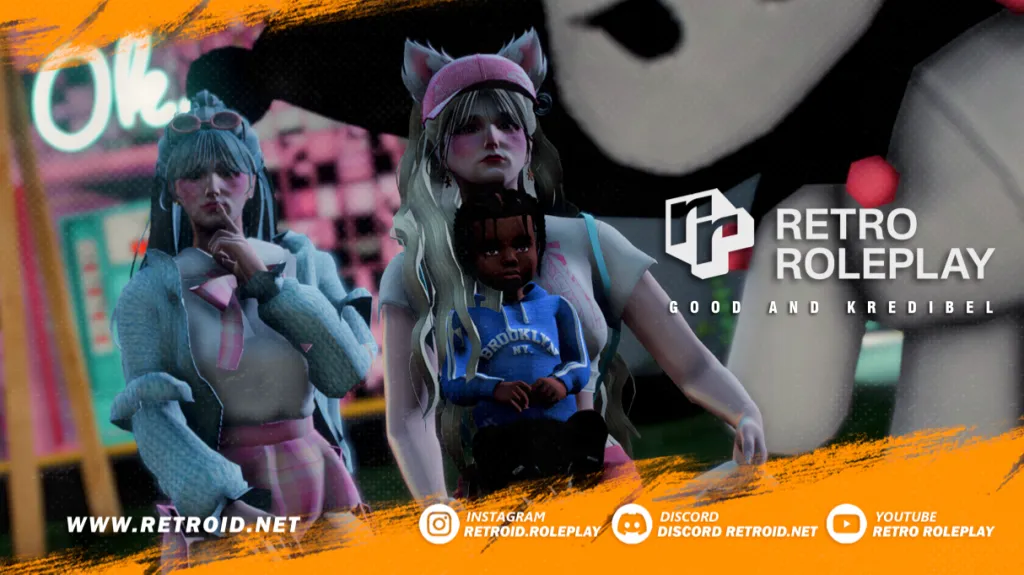 Ok.
BROOKLYN
NY.
rr
RETRO
ROLEPLAY
GOOD AND KREDIBEL
WWW.RETROID.NET
INSTAGRAM
RETROID.ROLEPLAY
DISCORD
DISCORD RETROID.NET
YOUTUBE
RETRO ROLEPLAY